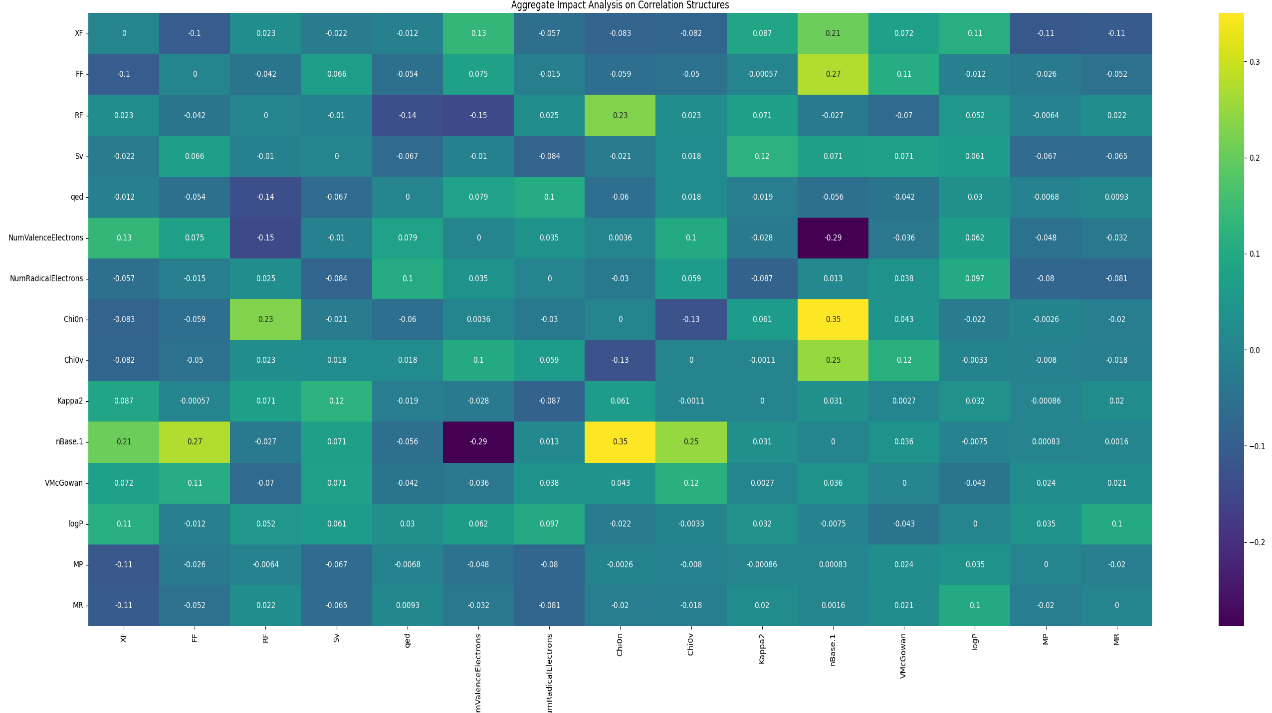 Aggregate Impact Analysis on Correlation Structures
XF 0 -0.1 0.023 -0.022 -0.012 0.13 -0.057 -0.083 -0.082 0.087 0.21 0.072 0.11 -0.11 -0.11
FF -0.1 0 -0.042 0.066 -0.054 0.075 -0.015 -0.059 -0.05 -0.00057 0.27 0.11 -0.012 -0.026 -0.052
RF 0.023 -0.042 0 -0.01 -0.14 -0.15 0.025 0.23 0.023 0.071 -0.027 -0.07 0.052 -0.0064 0.022
Sv -0.022 0.066 -0.01 0 -0.067 -0.01 -0.084 -0.021 0.018 0.12 0.071 0.071 0.061 -0.067 -0.065
qed -0.012 -0.054 -0.14 -0.067 0 0.079 0.1 -0.06 0.018 -0.019 -0.056 -0.042 0.03 -0.0068 0.0093
NumValenceElectrons 0.13 0.075 -0.15 -0.01 0.079 0 0.035 0.0036 0.1 -0.028 -0.29 -0.036 0.062 -0.048 -0.032
NumRadicalElectrons -0.057 -0.015 0.025 -0.084 0.1 0.035 0 -0.03 0.059 -0.087 0.013 0.038 0.097 -0.08 -0.081
Chi0n -0.083 -0.059 0.23 -0.021 -0.06 0.0036 -0.03 0 -0.13 0.061 0.35 0.043 -0.022 -0.0026 -0.02
Chi0v -0.082 -0.05 0.023 0.018 0.018 0.1 0.059 -0.13 0 -0.0011 0.25 0.12 -0.0033 -0.008 -0.018
Kappa2 0.087 -0.00057 0.071 0.12 -0.019 -0.028 -0.087 0.061 -0.0011 0 0.031 0.0027 0.032 -0.00086 0.02
nBase.1 0.21 0.27 -0.027 0.071 -0.056 -0.29 0.013 0.35 0.25 0.031 0 0.036 -0.0075 0.00083 0.0016
VMcGowan 0.072 0.11 -0.07 0.071 -0.042 -0.036 0.038 0.043 0.12 0.0027 0.036 0 -0.043 0.024 0.021
logP 0.11 -0.012 0.052 0.061 0.03 0.062 0.097 -0.022 -0.0033 0.032 -0.0075 -0.043 0 0.035 0.1
MP -0.11 -0.026 -0.0064 -0.067 -0.0068 -0.048 -0.08 -0.0026 -0.008 -0.00086 0.00083 0.024 0.035 0 -0.02
MR -0.11 -0.052 0.022 -0.065 0.0093 -0.032 -0.081 -0.02 -0.018 0.02 0.0016 0.021 0.1 -0.02 0
XF FF RF Sv qed mValenceElectrons umRadicalElectrons Chi0n Chi0v Kappa2 nBase.1 VMcGowan logP MP MR
0.3
0.2
0.1
0.0
−0.1
−0.2